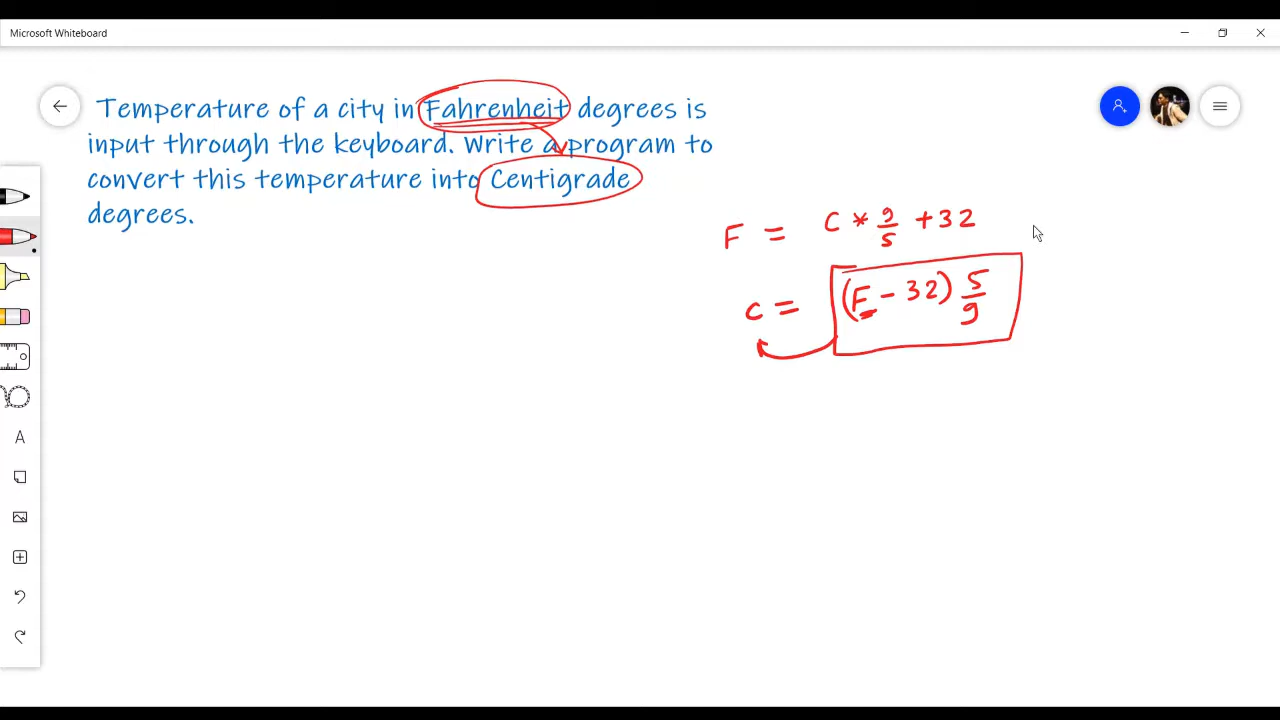 Microsoft Whiteboard
Temperature of a city in Fahrenheit degrees is
input through the keyboard. Write a program to
convert this temperature into Centigrade
degrees.
F = C * 9/5 + 32
C = (F - 32) 5/9
A